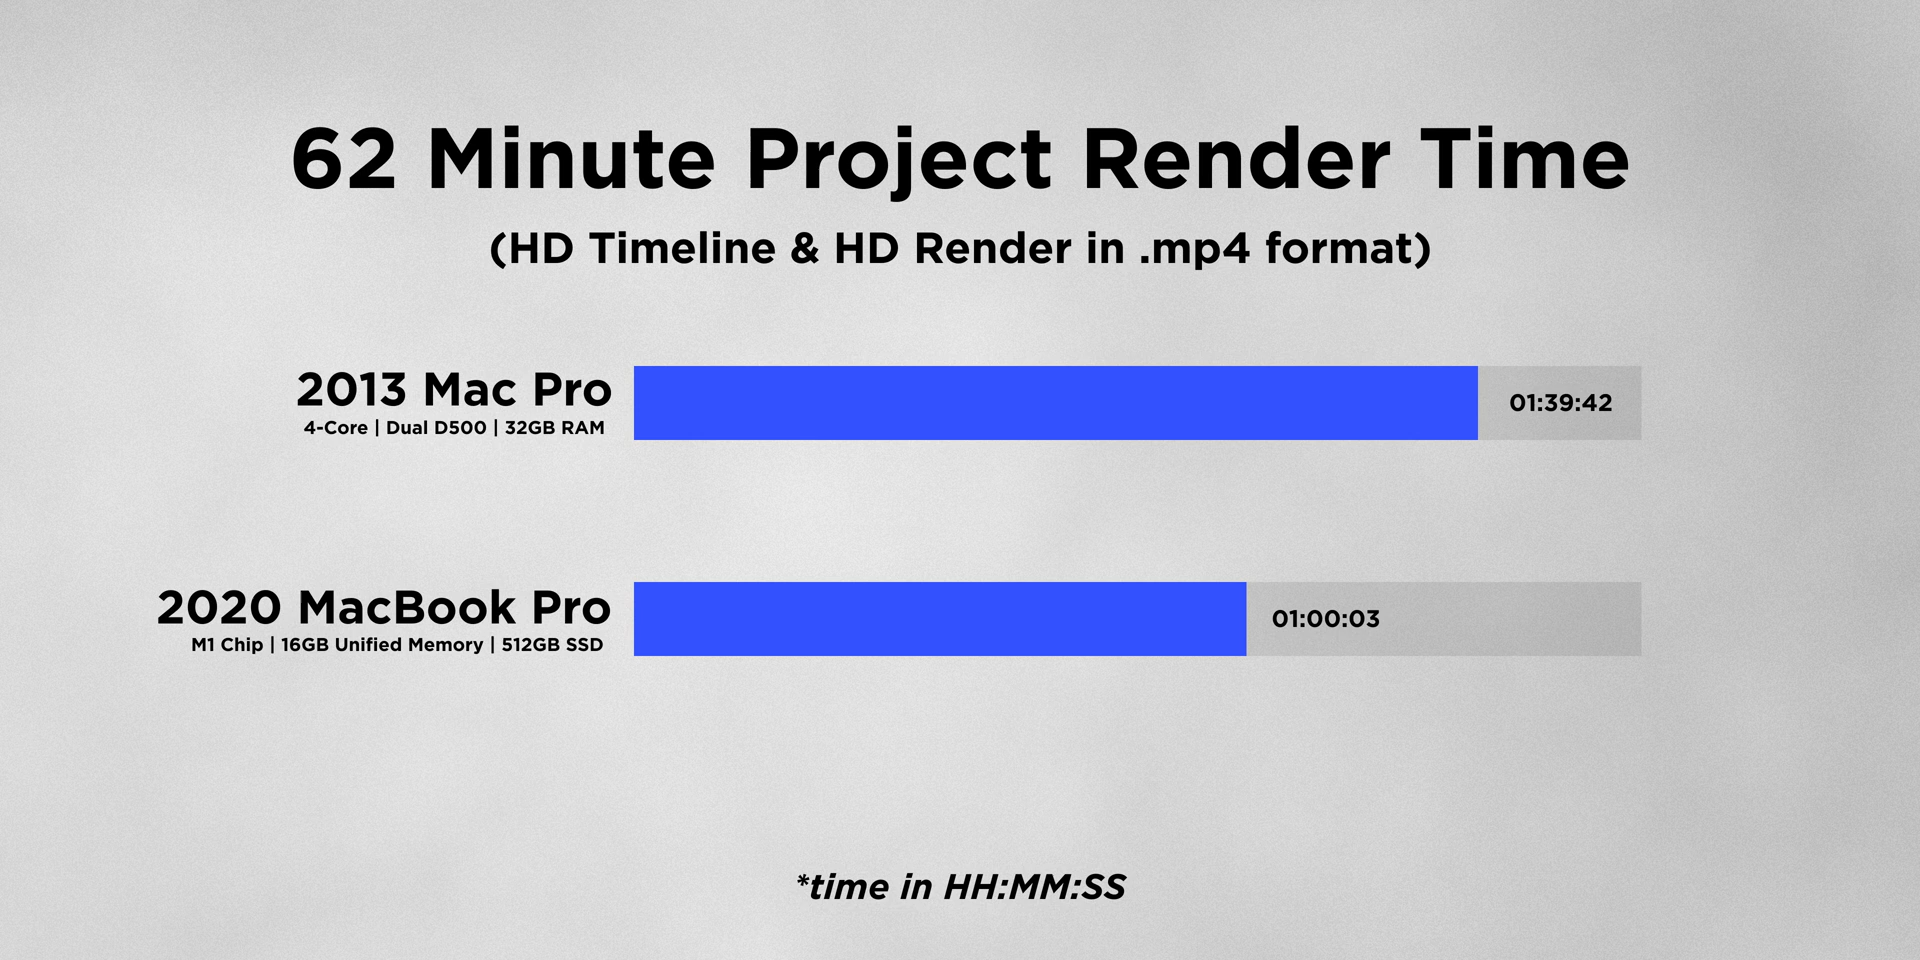 62 Minute Project Render Time
(HD Timeline & HD Render in .mp4 format)
2013 Mac Pro
4-Core | Dual D500 | 32GB RAM
01:39:42
2020 MacBook Pro
M1 Chip | 16GB Unified Memory | 512GB SSD
01:00:03
*time in HH:MM:SS